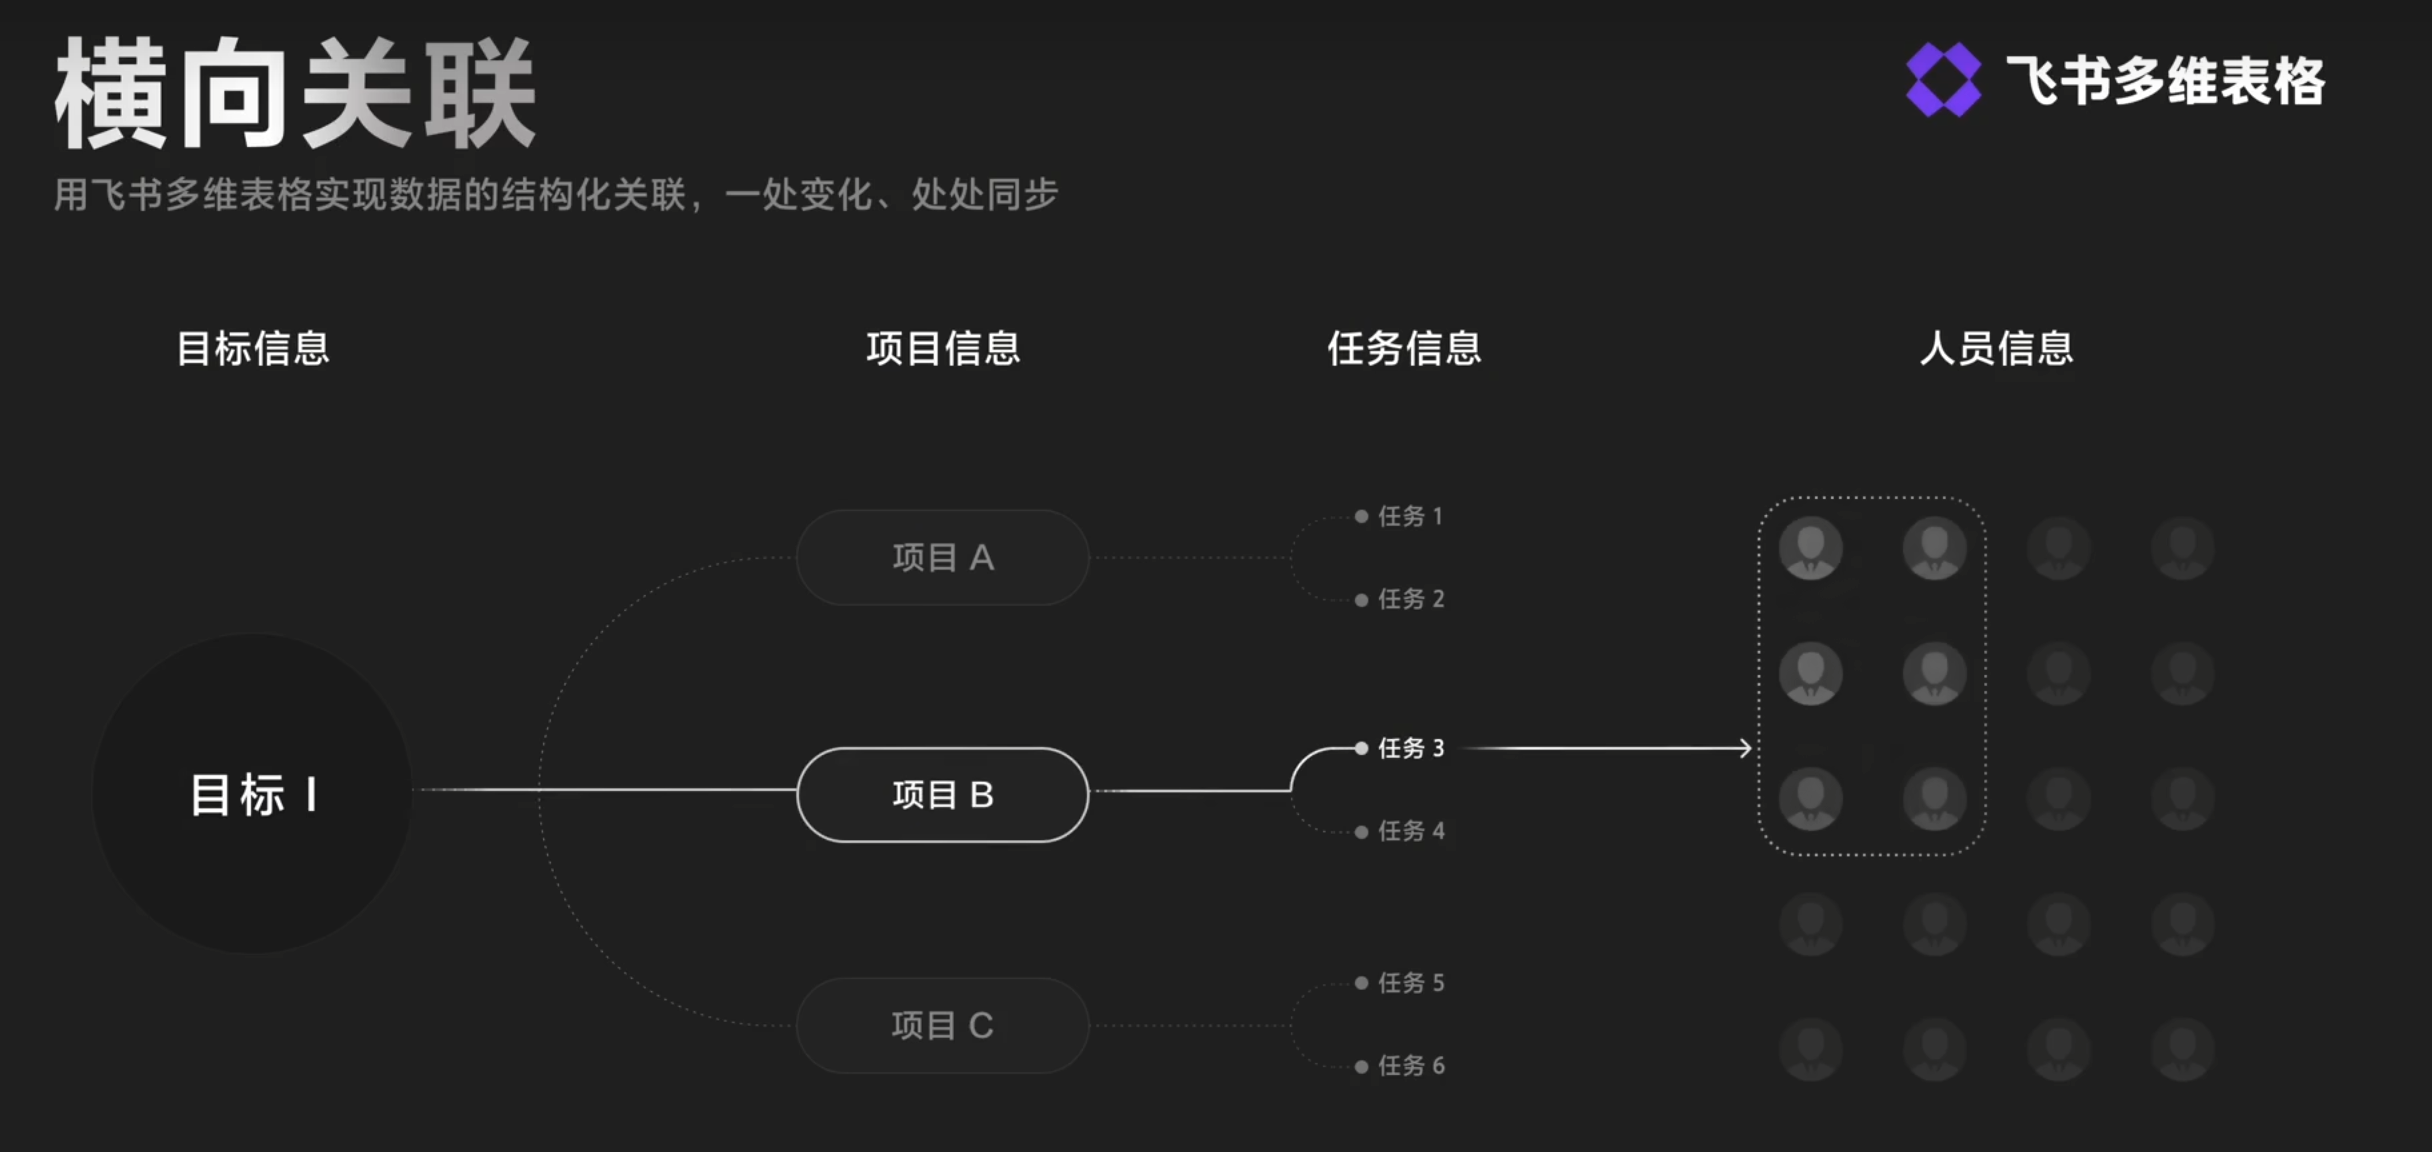 横向关联
飞书多维表格
用飞书多维表格实现数据的结构化关联，一处变化、处处同步
目标信息
项目信息
任务信息
人员信息
目标 I
项目 A
任务 1
任务 2
项目 B
任务 3
任务 4
项目 C
任务 5
任务 6